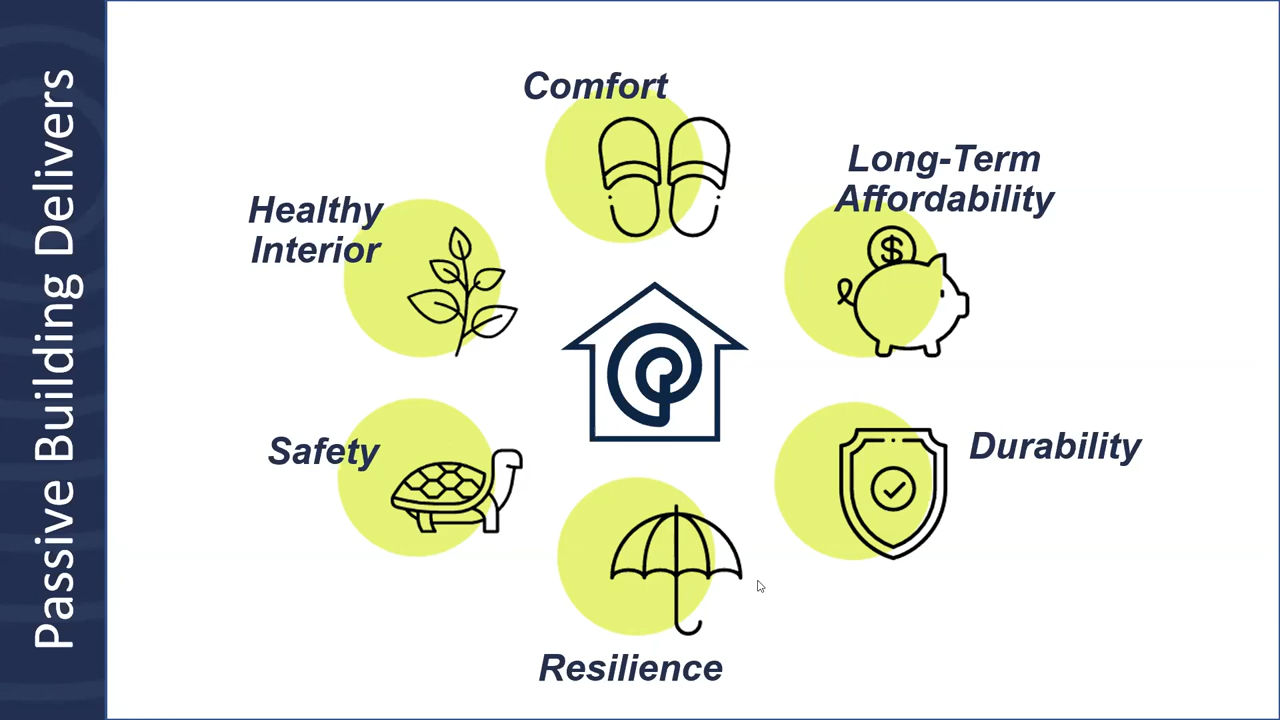 Passive Building Delivers
Comfort
Long-Term
Affordability
$
Healthy
Interior
Safety
Durability
Resilience